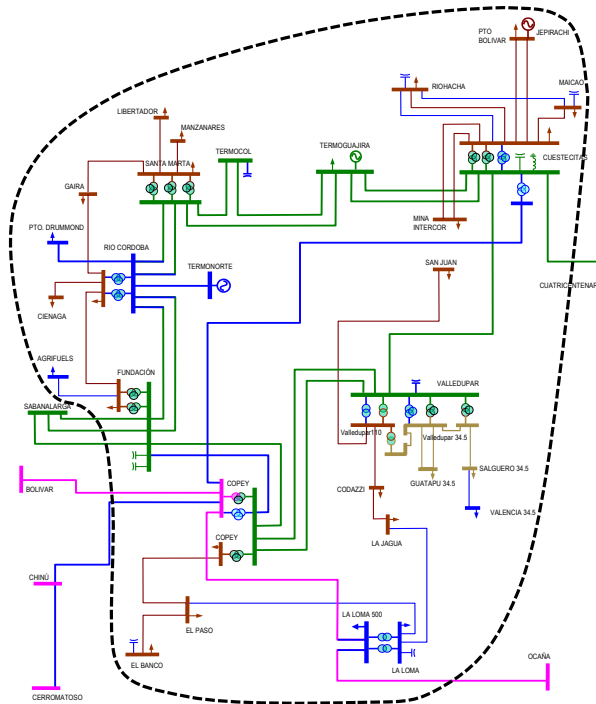 PTO
BOLIVAR
JEPIRACHI
RIOHACHA
MAICAO
LIBERTADOR
MANZANARES
TERMOCOL
TERMOGUAJIRA
CUESTECITAS
SANTA MARTA
GAIRA
MINA
INTERCOR
PTO. DRUMMOND
RIO CORDOBA
SAN JUAN
TERMONORTE
CUATRICENTENAR
CIENAGA
AGRIFUELS
FUNDACIÓN
VALLEDUPAR
SABANALARGA
Valledupar110
Valledupar 34.5
SALGUERO 34.5
GUATAPU 34.5
BOLIVAR
COPEY
CODAZZI
VALENCIA 34.5
COPEY
LA JAGUA
CHINÚ
LA LOMA 500
EL PASO
OCAÑA
EL BANCO
LA LOMA
CERROMATOSO